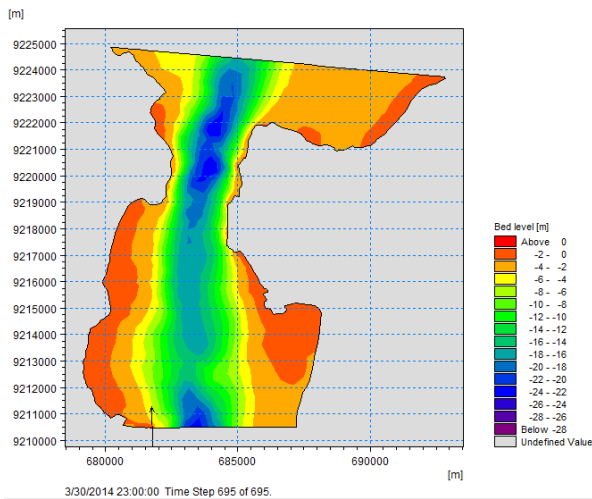 [m]
9225000
9224000
9223000
9222000
9221000
9220000
9219000
9218000
9217000
9216000
9215000
9214000
9213000
9212000
9211000
9210000
680000 685000 690000
[m]
3/30/2014 23:00:00 Time Step 695 of 695.
Bed level [m]
Above 0
-2 - 0
-4 - -2
-6 - -4
-8 - -6
-10 - -8
-12 - -10
-14 - -12
-16 - -14
-18 - -16
-20 - -18
-22 - -20
-24 - -22
-26 - -24
-28 - -26
Below -28
Undefined Value